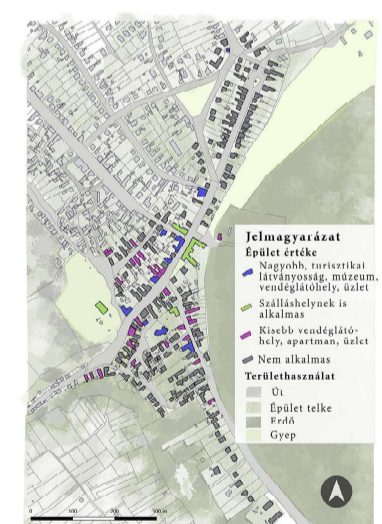 Jelmagyarázat
Épület értéke
Nagyobb, turisztikai
látványosság, múzeum,
vendéglátóhely, üzlet
Szálláshelynek is
alkalmas
Kisebb vendéglátó-
hely, apartman, üzlet
Nem alkalmas
Területhasználat
Út
Épület telke
Erdő
Gyep
0 100 200 300 m